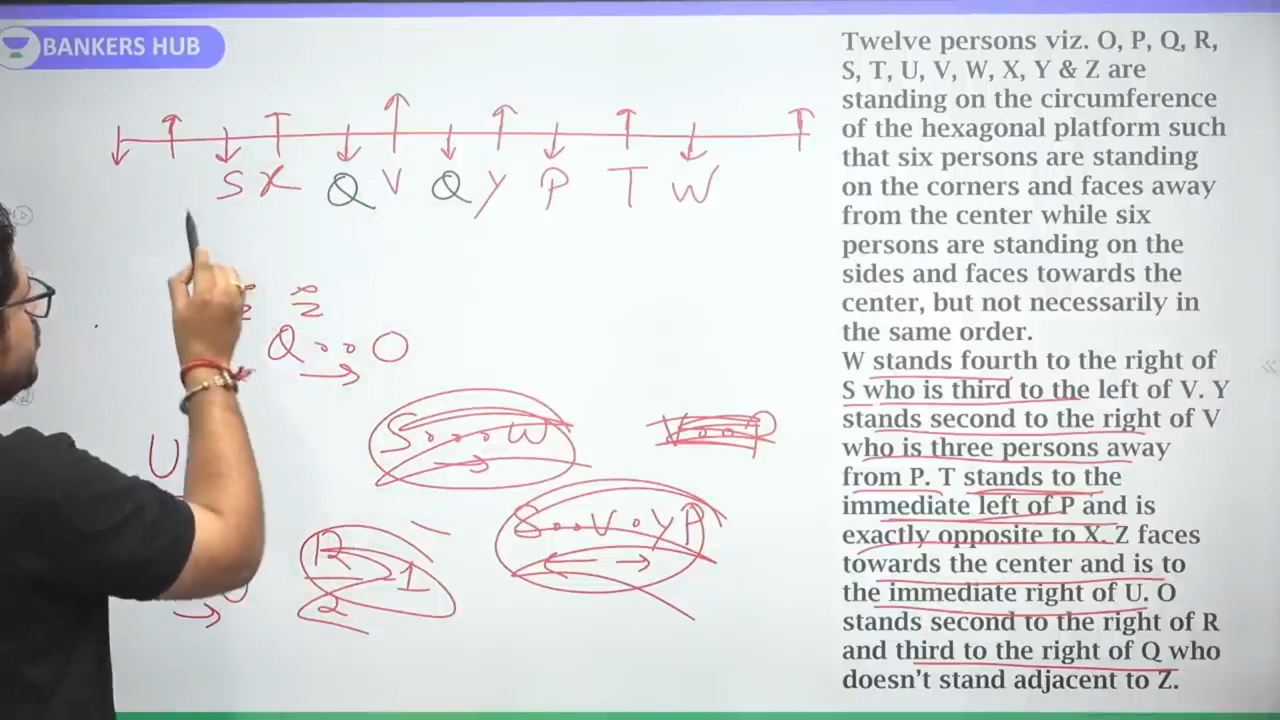 BANKERS HUB
S X Q V Q Y P T W
Q . . O
U
S . . . W
V . . P
S . . V . Y P
Twelve persons viz. O, P, Q, R,
S, T, U, V, W, X, Y & Z are
standing on the circumference
of the hexagonal platform such
that six persons are standing
on the corners and faces away
from the center while six
persons are standing on the
sides and faces towards the
center, but not necessarily in
the same order.
W stands fourth to the right of
S who is third to the left of V. Y
stands second to the right of V
who is three persons away
from P. T stands to the
immediate left of P and is
exactly opposite to X. Z faces
towards the center and is to
the immediate right of U. O
stands second to the right of R
and third to the right of Q who
doesn't stand adjacent to Z.